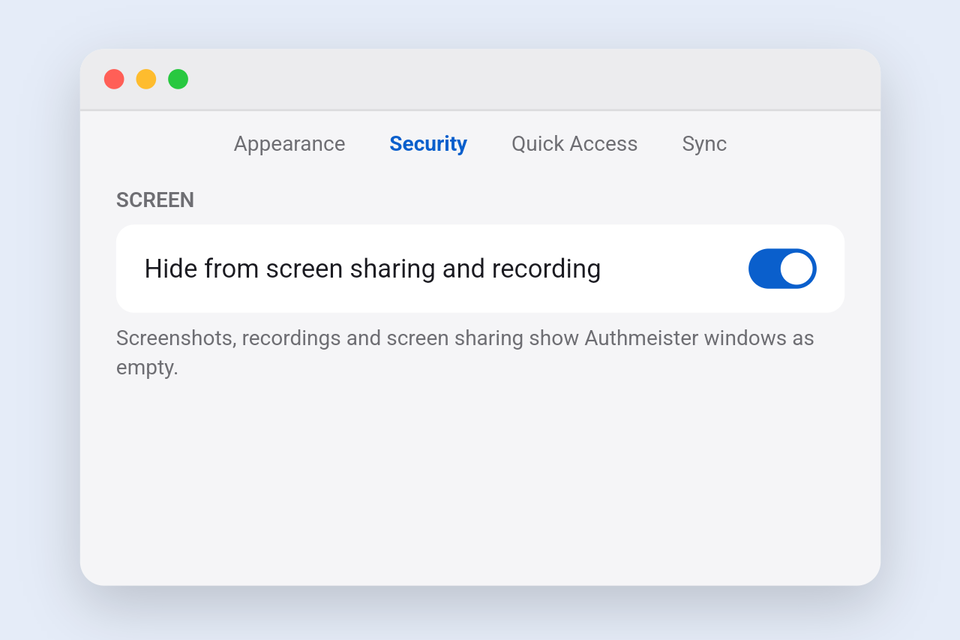 Appearance Security Quick Access Sync
SCREEN
Hide from screen sharing and recording
Screenshots, recordings and screen sharing show Authmeister windows as
empty.